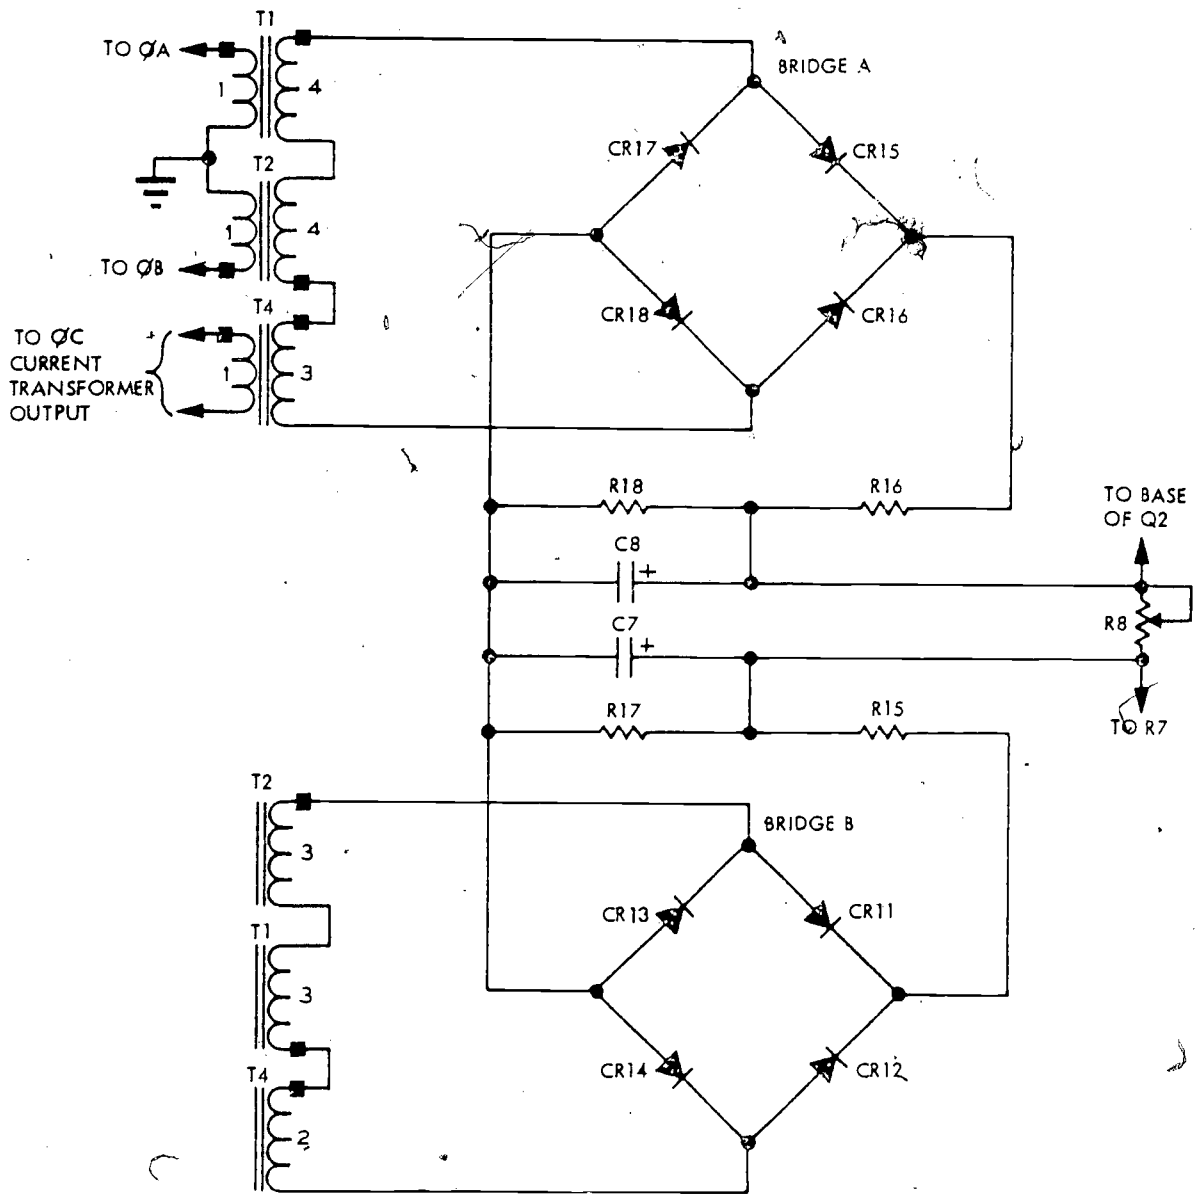 T1
TO ØA
1
4
BRIDGE A
CR17
CR15
T2
1
4
TO ØB
CR18
CR16
T4
TO ØC
CURRENT
TRANSFORMER
OUTPUT
1
3
R18
R16
TO BASE
OF Q2
C8
+
R8
C7
+
R17
R15
TO R7
T2
3
BRIDGE B
CR13
CR11
T1
3
T4
CR14
CR12
2